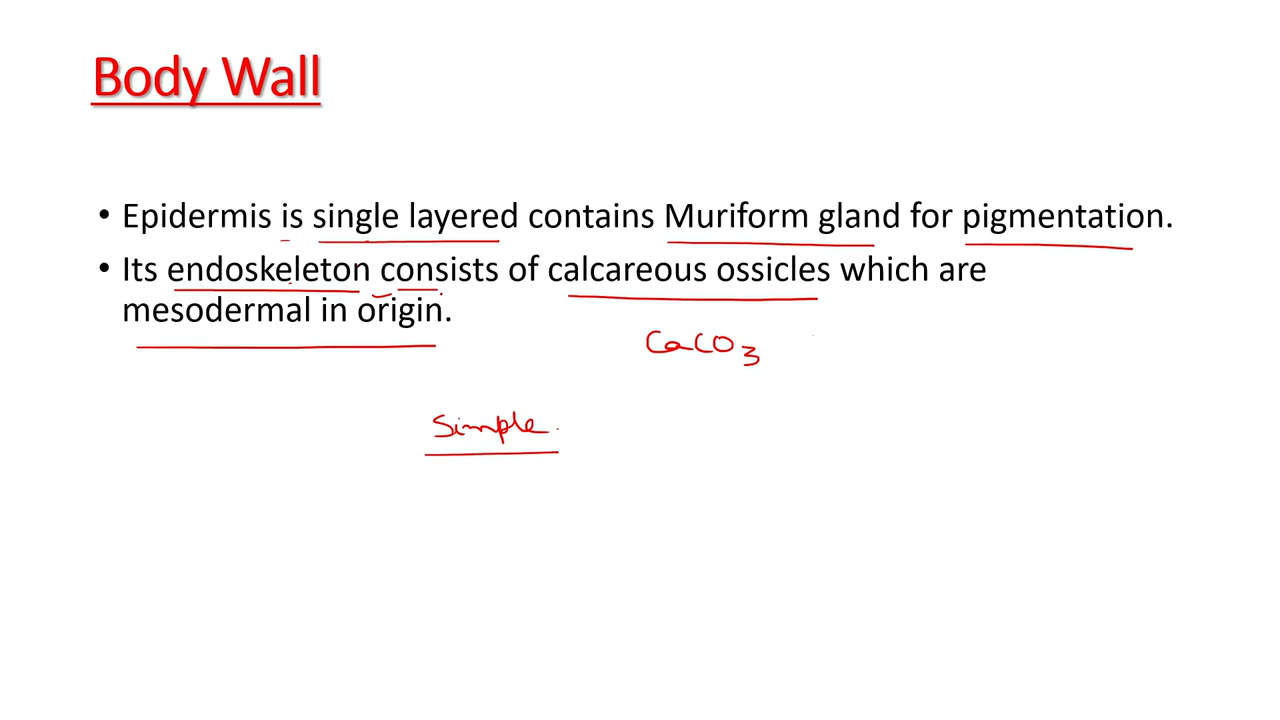 Body Wall
• Epidermis is single layered contains Muriform gland for pigmentation.
• Its endoskeleton consists of calcareous ossicles which are
mesodermal in origin.
CaCO3
Simple